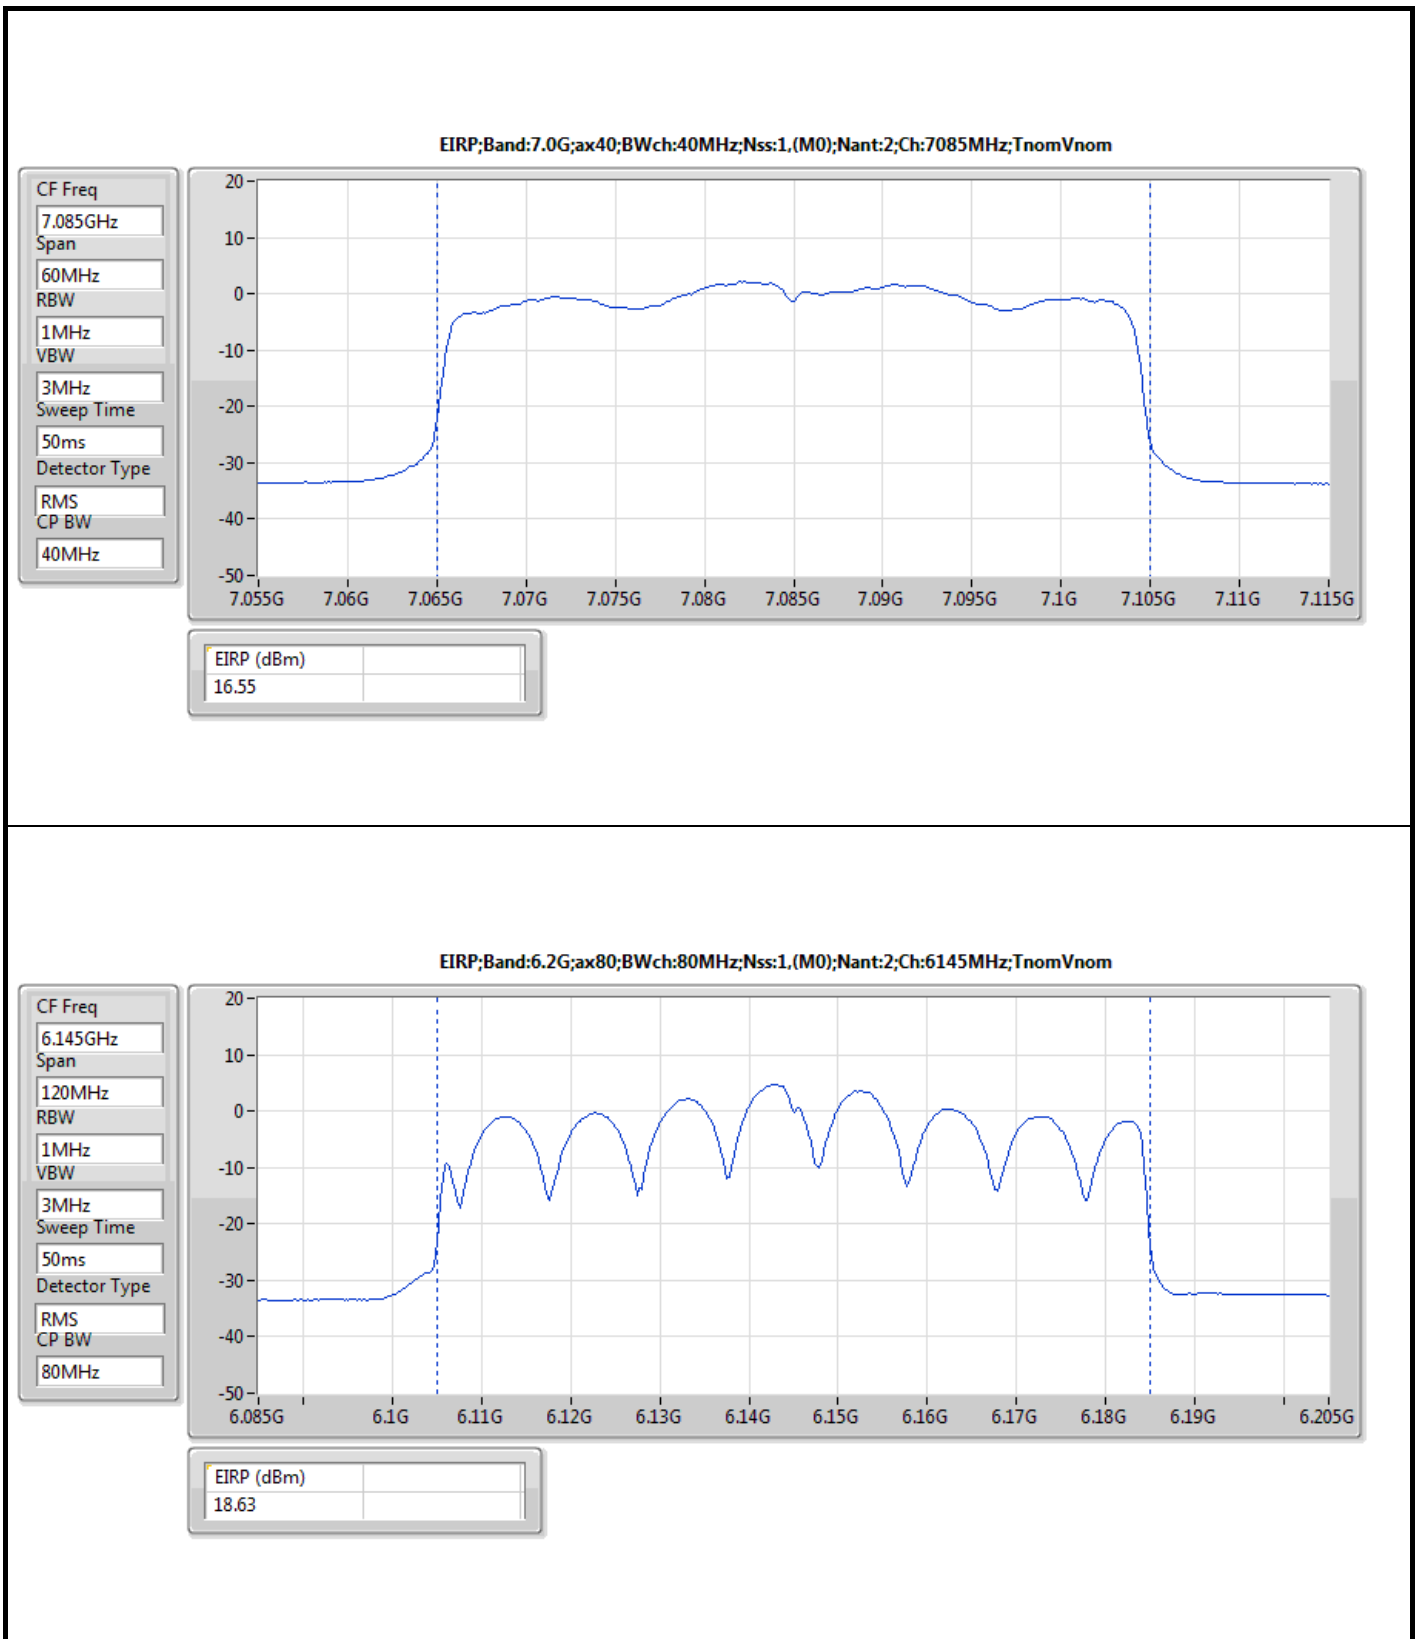 EIRP;Band:7.0G;ax40;BWch:40MHz;Nss:1,(M0);Nant:2;Ch:7085MHz;TnomVnom
CF Freq
7.085GHz
Span
60MHz
RBW
1MHz
VBW
3MHz
Sweep Time
50ms
Detector Type
RMS
CP BW
40MHz
20
10
0
-10
-20
-30
-40
-50
7.055G 7.06G 7.065G 7.07G 7.075G 7.08G 7.085G 7.09G 7.095G 7.1G 7.105G 7.11G 7.115G
EIRP (dBm)
16.55
EIRP;Band:6.2G;ax80;BWch:80MHz;Nss:1,(M0);Nant:2;Ch:6145MHz;TnomVnom
CF Freq
6.145GHz
Span
120MHz
RBW
1MHz
VBW
3MHz
Sweep Time
50ms
Detector Type
RMS
CP BW
80MHz
20
10
0
-10
-20
-30
-40
-50
6.085G 6.1G 6.11G 6.12G 6.13G 6.14G 6.15G 6.16G 6.17G 6.18G 6.19G 6.205G
EIRP (dBm)
18.63